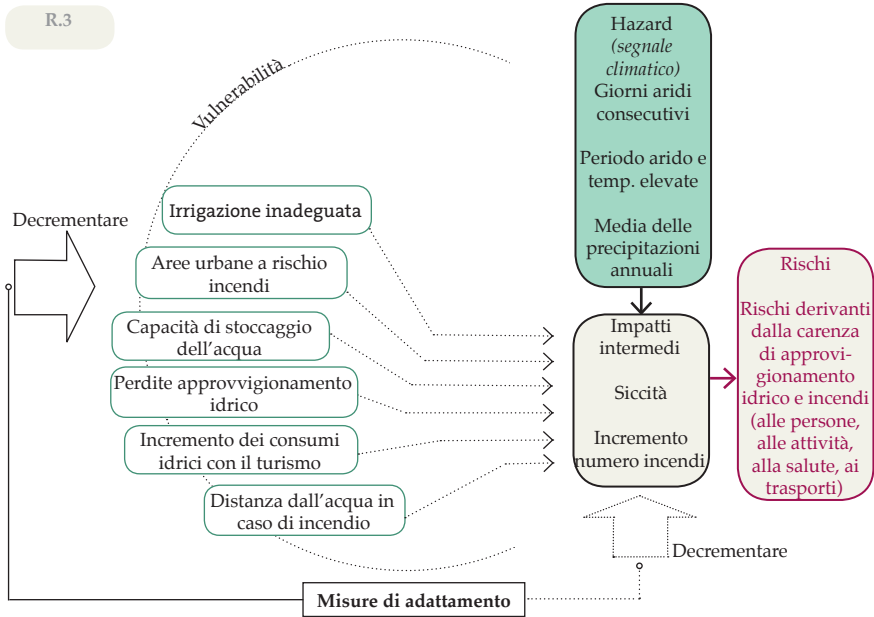 R.3
Vulnerabilità
Hazard
(segnale
climatico)
Giorni aridi
consecutivi
Periodo arido e
temp. elevate
Media delle
precipitazioni
annuali
Decrementare
Irrigazione inadeguata
Aree urbane a rischio
incendi
Capacità di stoccaggio
dell'acqua
Perdite approvvigionamento
idrico
Incremento dei consumi
idrici con il turismo
Distanza dall'acqua in
caso di incendio
Impatti
intermedi
Siccità
Incremento
numero incendi
Rischi
Rischi derivanti
dalla carenza
di approvi-
gionamento
idrico e incendi
(alle persone,
alle attività,
alla salute, ai
trasporti)
Decrementare
Misure di adattamento